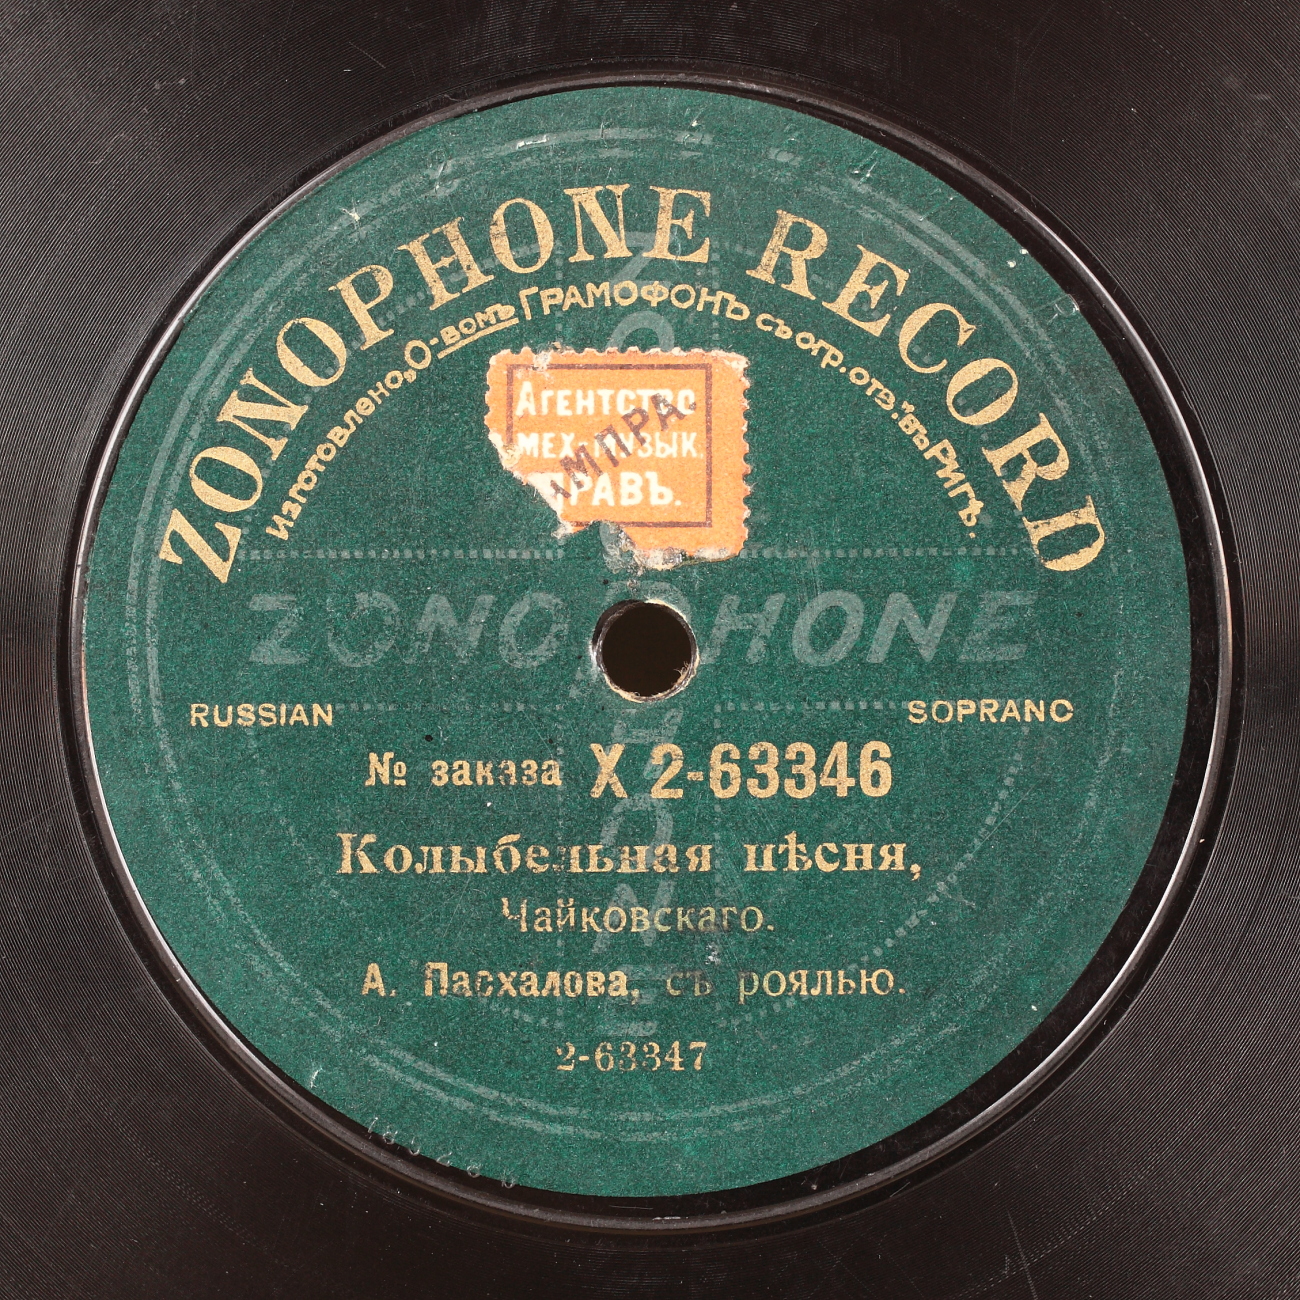 ZONOPHONE RECORD
Изготовлено „О-вомъ ГРАМОФОНЪ съ огр. отв." въ Ригѣ.
АГЕНТСТВО
МЕХ.-МУЗЫК.
ПРАВЪ.
АМПРА.
ZONOPHONE
RUSSIAN
SOPRANO
№ заказа X 2-63346
Колыбельная пѣсня,
Чайковскаго.
А. Пасхалова, съ роялью.
2-63347